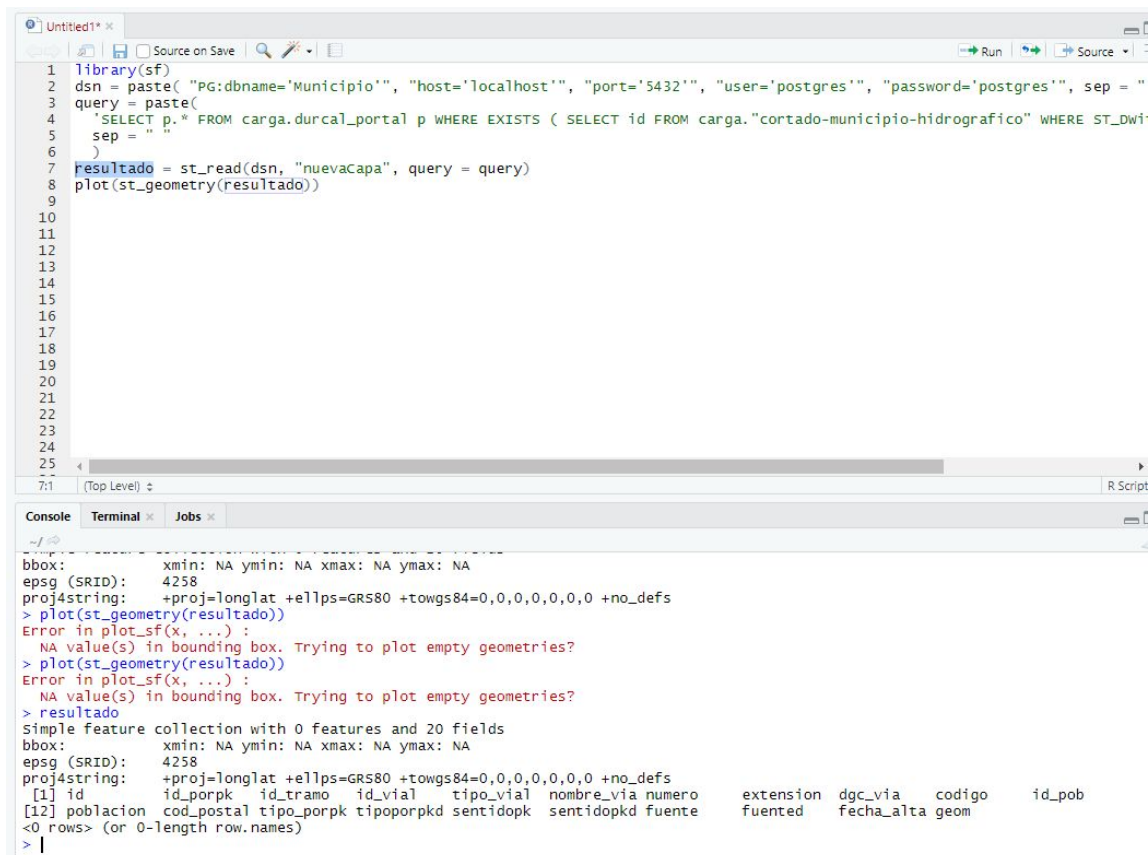 Untitled1*
Source on Save Run Source
1 library(sf)
2 dsn = paste( "PG:dbname='Municipio'", "host='localhost'", "port='5432'", "user='postgres'", "password='postgres'", sep = "
3 query = paste(
4 'SELECT p.* FROM carga.durcal_portal p WHERE EXISTS ( SELECT id FROM carga."cortado-municipio-hidrografico" WHERE ST_DWi
5 sep = " "
6 )
7 resultado = st_read(dsn, "nuevaCapa", query = query)
8 plot(st_geometry(resultado))
9
10
11
12
13
14
15
16
17
18
19
20
21
22
23
24
25
7:1 (Top Level) R Script
Console Terminal Jobs
~/
Simple feature collection with 0 features and 20 fields
bbox: xmin: NA ymin: NA xmax: NA ymax: NA
epsg (SRID): 4258
proj4string: +proj=longlat +ellps=GRS80 +towgs84=0,0,0,0,0,0,0 +no_defs
> plot(st_geometry(resultado))
Error in plot_sf(x, ...) :
NA value(s) in bounding box. Trying to plot empty geometries?
> plot(st_geometry(resultado))
Error in plot_sf(x, ...) :
NA value(s) in bounding box. Trying to plot empty geometries?
> resultado
Simple feature collection with 0 features and 20 fields
bbox: xmin: NA ymin: NA xmax: NA ymax: NA
epsg (SRID): 4258
proj4string: +proj=longlat +ellps=GRS80 +towgs84=0,0,0,0,0,0,0 +no_defs
[1] id id_porpk id_tramo id_vial tipo_vial nombre_via numero extension dgc_via codigo id_pob
[12] poblacion cod_postal tipo_porpk tipoporpkd sentidopk sentidopkd fuente fuented fecha_alta geom
<0 rows> (or 0-length row.names)
>